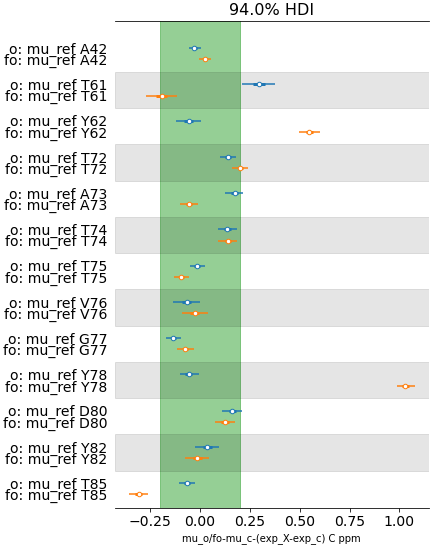 94.0% HDI
o: mu_ref A42
fo: mu_ref A42
o: mu_ref T61
fo: mu_ref T61
o: mu_ref Y62
fo: mu_ref Y62
o: mu_ref T72
fo: mu_ref T72
o: mu_ref A73
fo: mu_ref A73
o: mu_ref T74
fo: mu_ref T74
o: mu_ref T75
fo: mu_ref T75
o: mu_ref V76
fo: mu_ref V76
o: mu_ref G77
fo: mu_ref G77
o: mu_ref Y78
fo: mu_ref Y78
o: mu_ref D80
fo: mu_ref D80
o: mu_ref Y82
fo: mu_ref Y82
o: mu_ref T85
fo: mu_ref T85
−0.25 0.00 0.25 0.50 0.75 1.00
mu_o/fo-mu_c-(exp_X-exp_c) C ppm